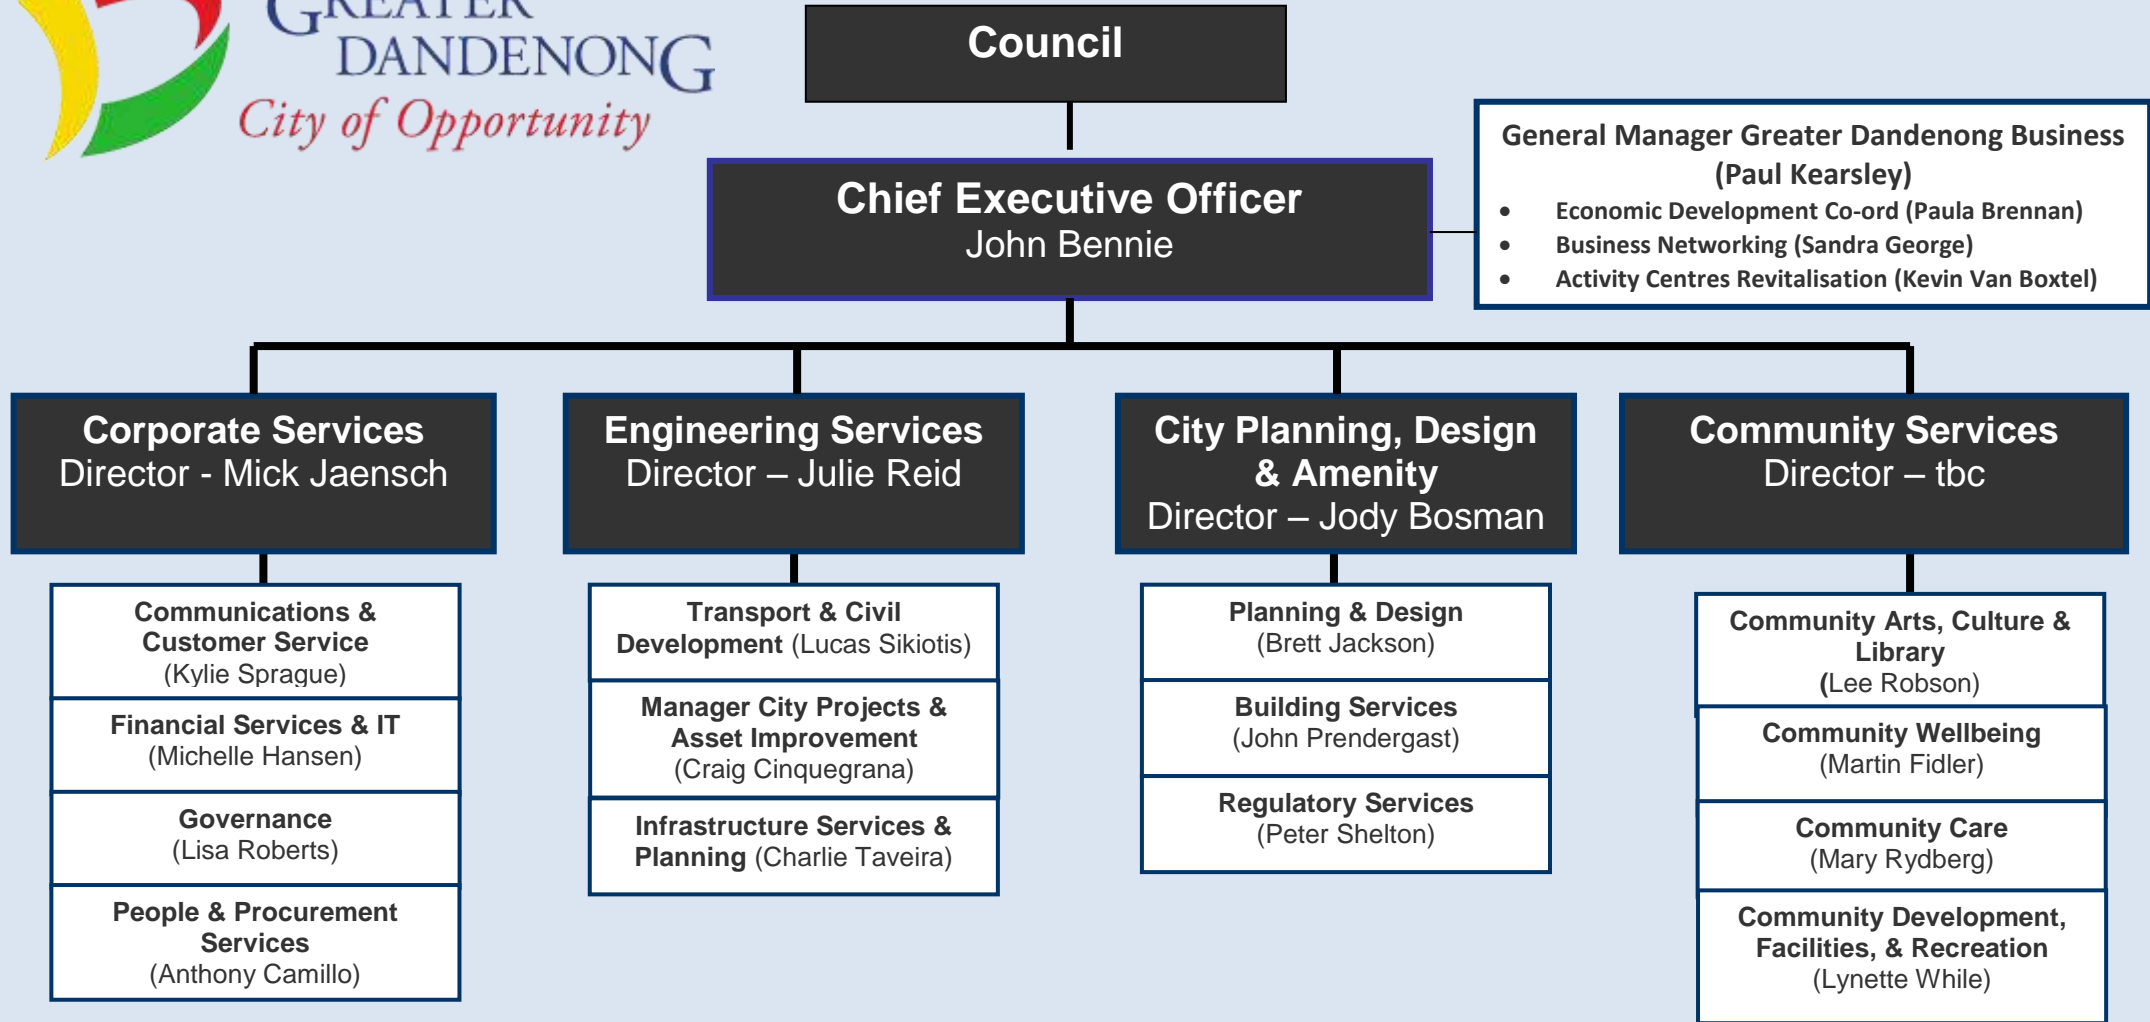 GREATER
DANDENONG
City of Opportunity
Council
Chief Executive Officer
John Bennie
General Manager Greater Dandenong Business
(Paul Kearsley)
• Economic Development Co-ord (Paula Brennan)
• Business Networking (Sandra George)
• Activity Centres Revitalisation (Kevin Van Boxtel)
Corporate Services
Director - Mick Jaensch
Engineering Services
Director – Julie Reid
City Planning, Design
& Amenity
Director – Jody Bosman
Community Services
Director – tbc
Communications &
Customer Service
(Kylie Sprague)
Financial Services & IT
(Michelle Hansen)
Governance
(Lisa Roberts)
People & Procurement
Services
(Anthony Camillo)
Transport & Civil
Development (Lucas Sikiotis)
Manager City Projects &
Asset Improvement
(Craig Cinquegrana)
Infrastructure Services &
Planning (Charlie Taveira)
Planning & Design
(Brett Jackson)
Building Services
(John Prendergast)
Regulatory Services
(Peter Shelton)
Community Arts, Culture &
Library
(Lee Robson)
Community Wellbeing
(Martin Fidler)
Community Care
(Mary Rydberg)
Community Development,
Facilities, & Recreation
(Lynette While)